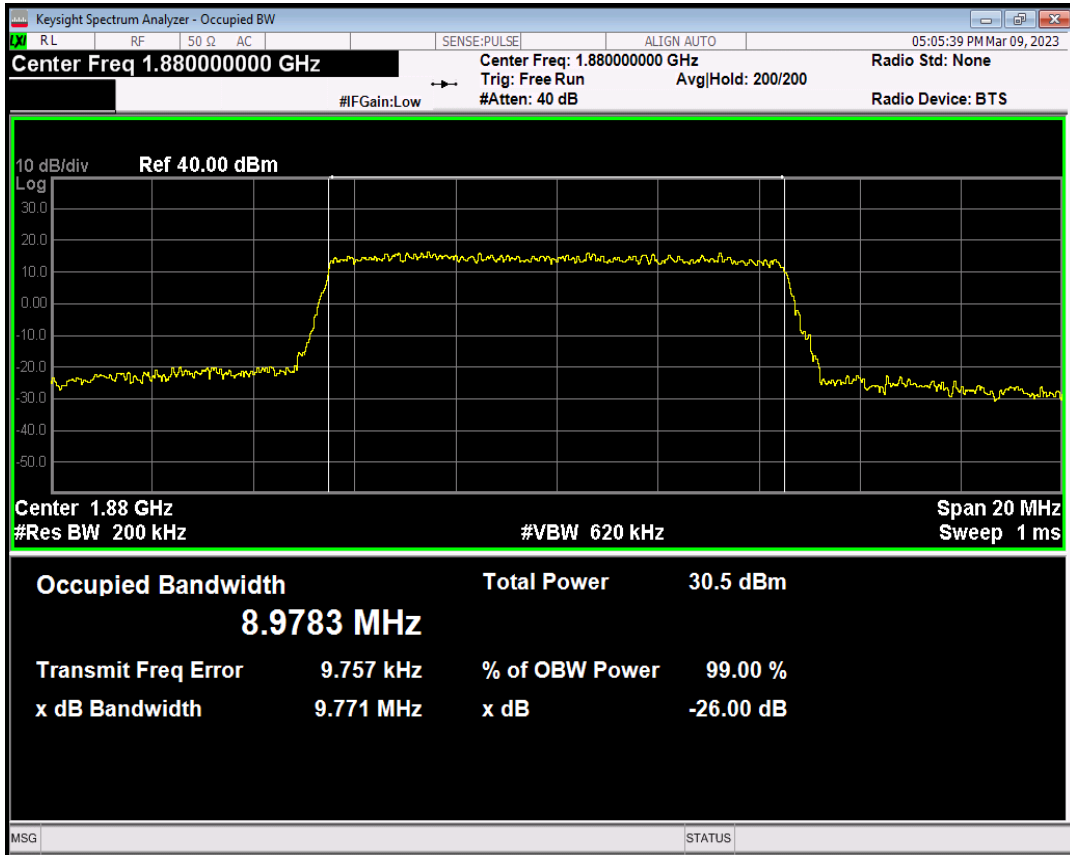 Keysight Spectrum Analyzer - Occupied BW
LXI RL RF 50 Ω AC SENSE:PULSE ALIGN AUTO 05:05:39 PM Mar 09, 2023
Center Freq 1.880000000 GHz Center Freq: 1.880000000 GHz Radio Std: None
Trig: Free Run Avg|Hold: 200/200
#IFGain:Low #Atten: 40 dB Radio Device: BTS
10 dB/div Ref 40.00 dBm
Log
30.0
20.0
10.0
0.00
-10.0
-20.0
-30.0
-40.0
-50.0
Center 1.88 GHz Span 20 MHz
#Res BW 200 kHz #VBW 620 kHz Sweep 1 ms
Occupied Bandwidth Total Power 30.5 dBm
8.9783 MHz
Transmit Freq Error 9.757 kHz % of OBW Power 99.00 %
x dB Bandwidth 9.771 MHz x dB -26.00 dB
MSG STATUS